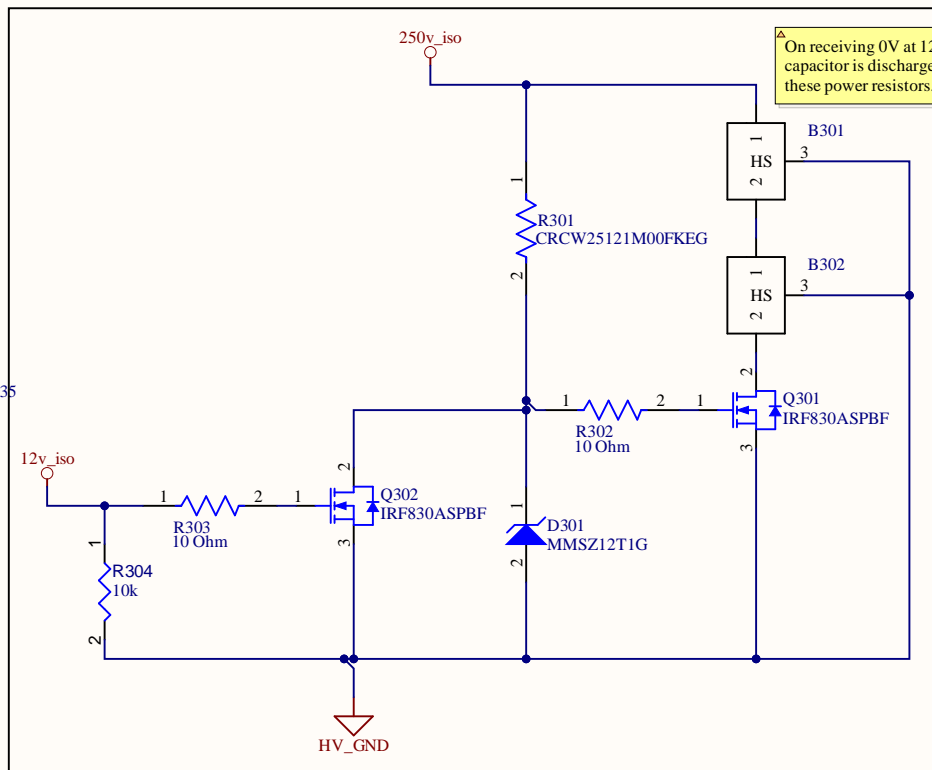 250v_iso
On receiving 0V at
capacitor is
these power resistors
B301
1
HS
2
3
1
R301
CRCW25121M00FKEG
2
B302
1
HS
2
3
35
2
Q301
IRF830ASPBF
1
2
1
R302
10 Ohm
3
12v_iso
2
Q302
IRF830ASPBF
1
2
1
R303
10 Ohm
3
1
D301
MMSZ12T1G
2
1
R304
10k
2
HV_GND